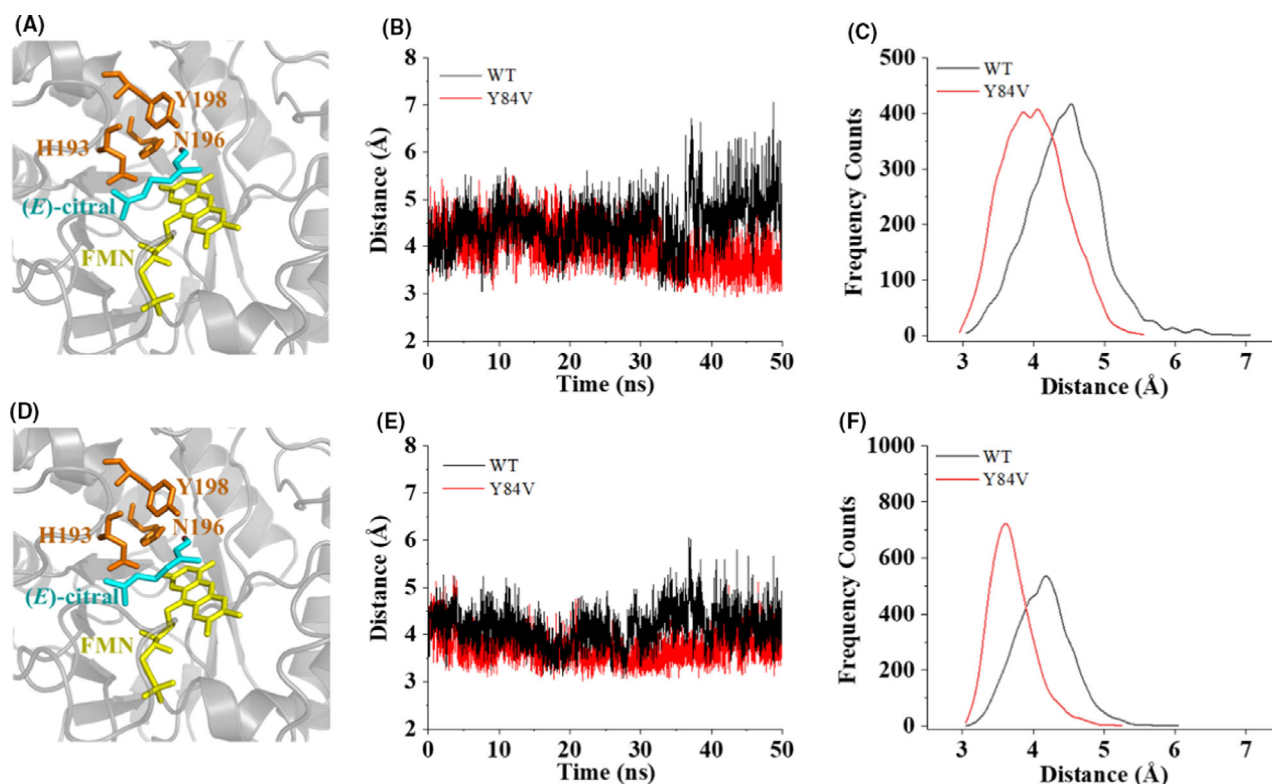 (A)
Y198
N196
H193
(E)-citral
FMN
(B)
Distance (Å)
8
7
6
5
4
3
2
WT
Y84V
0 10 20 30 40 50
Time (ns)
(C)
Frequency Counts
500
400
300
200
100
0
WT
Y84V
3 4 5 6 7
Distance (Å)
(D)
Y198
N196
H193
(E)-citral
FMN
(E)
Distance (Å)
8
7
6
5
4
3
2
WT
Y84V
0 10 20 30 40 50
Time (ns)
(F)
Frequency Counts
1000
800
600
400
200
0
WT
Y84V
3 4 5 6 7
Distance (Å)